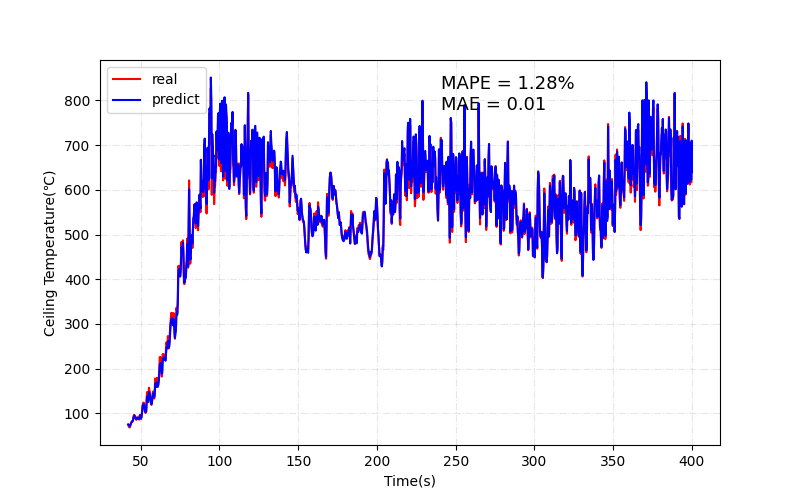 real
predict
MAPE = 1.28%
MAE = 0.01
800
700
600
500
400
300
200
100
Ceiling Temperature(℃)
50
100
150
200
250
300
350
400
Time(s)